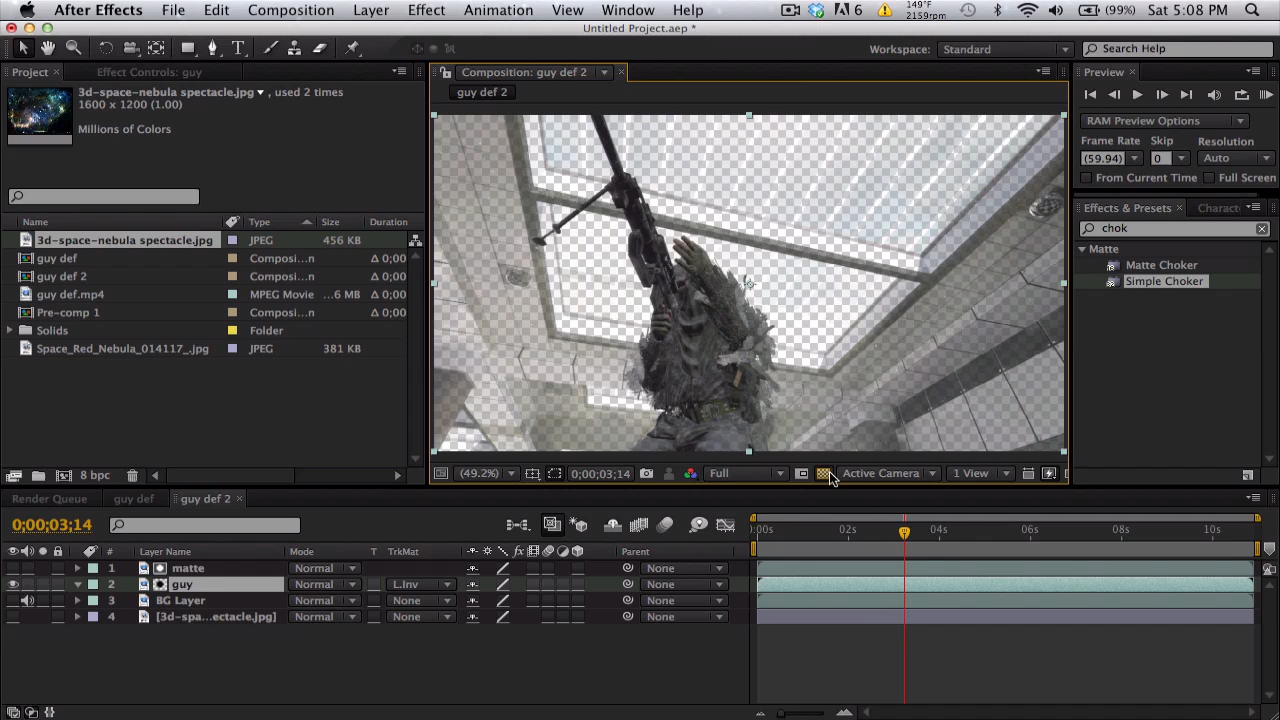 After Effects File Edit Composition Layer Effect Animation View Window Help 6 149°F 2159rpm (99%) Sat 5:08 PM
Untitled Project.aep *
T Workspace: Standard Search Help
Project Effect Controls: guy Composition: guy def 2 Preview
3d-space-nebula spectacle.jpg , used 2 times
1600 x 1200 (1.00)
Millions of Colors
guy def 2
RAM Preview Options
Frame Rate Skip Resolution
(59.94) 0 Auto
From Current Time Full Screen
Effects & Presets Charact
chok
Matte
Matte Choker
Simple Choker
Name Type Size Duration
3d-space-nebula spectacle.jpg JPEG 456 KB
guy def Composi...n Δ 0;00
guy def 2 Composi...n Δ 0;00
guy def.mp4 MPEG Movie ...6 MB Δ 0;00
Pre-comp 1 Composi...n Δ 0;00
Solids Folder
Space_Red_Nebula_014117_.jpg JPEG 381 KB
8 bpc
(49.2%) 0;00;03;14 Full Active Camera 1 View
Render Queue guy def guy def 2
0;00;03;14
:00s 02s 04s 06s 08s 10s
# Layer Name Mode T TrkMat fx Parent
1 matte Normal None
2 guy Normal L.Inv None
3 BG Layer Normal None None
4 [3d-spa...ectacle.jpg] Normal None None